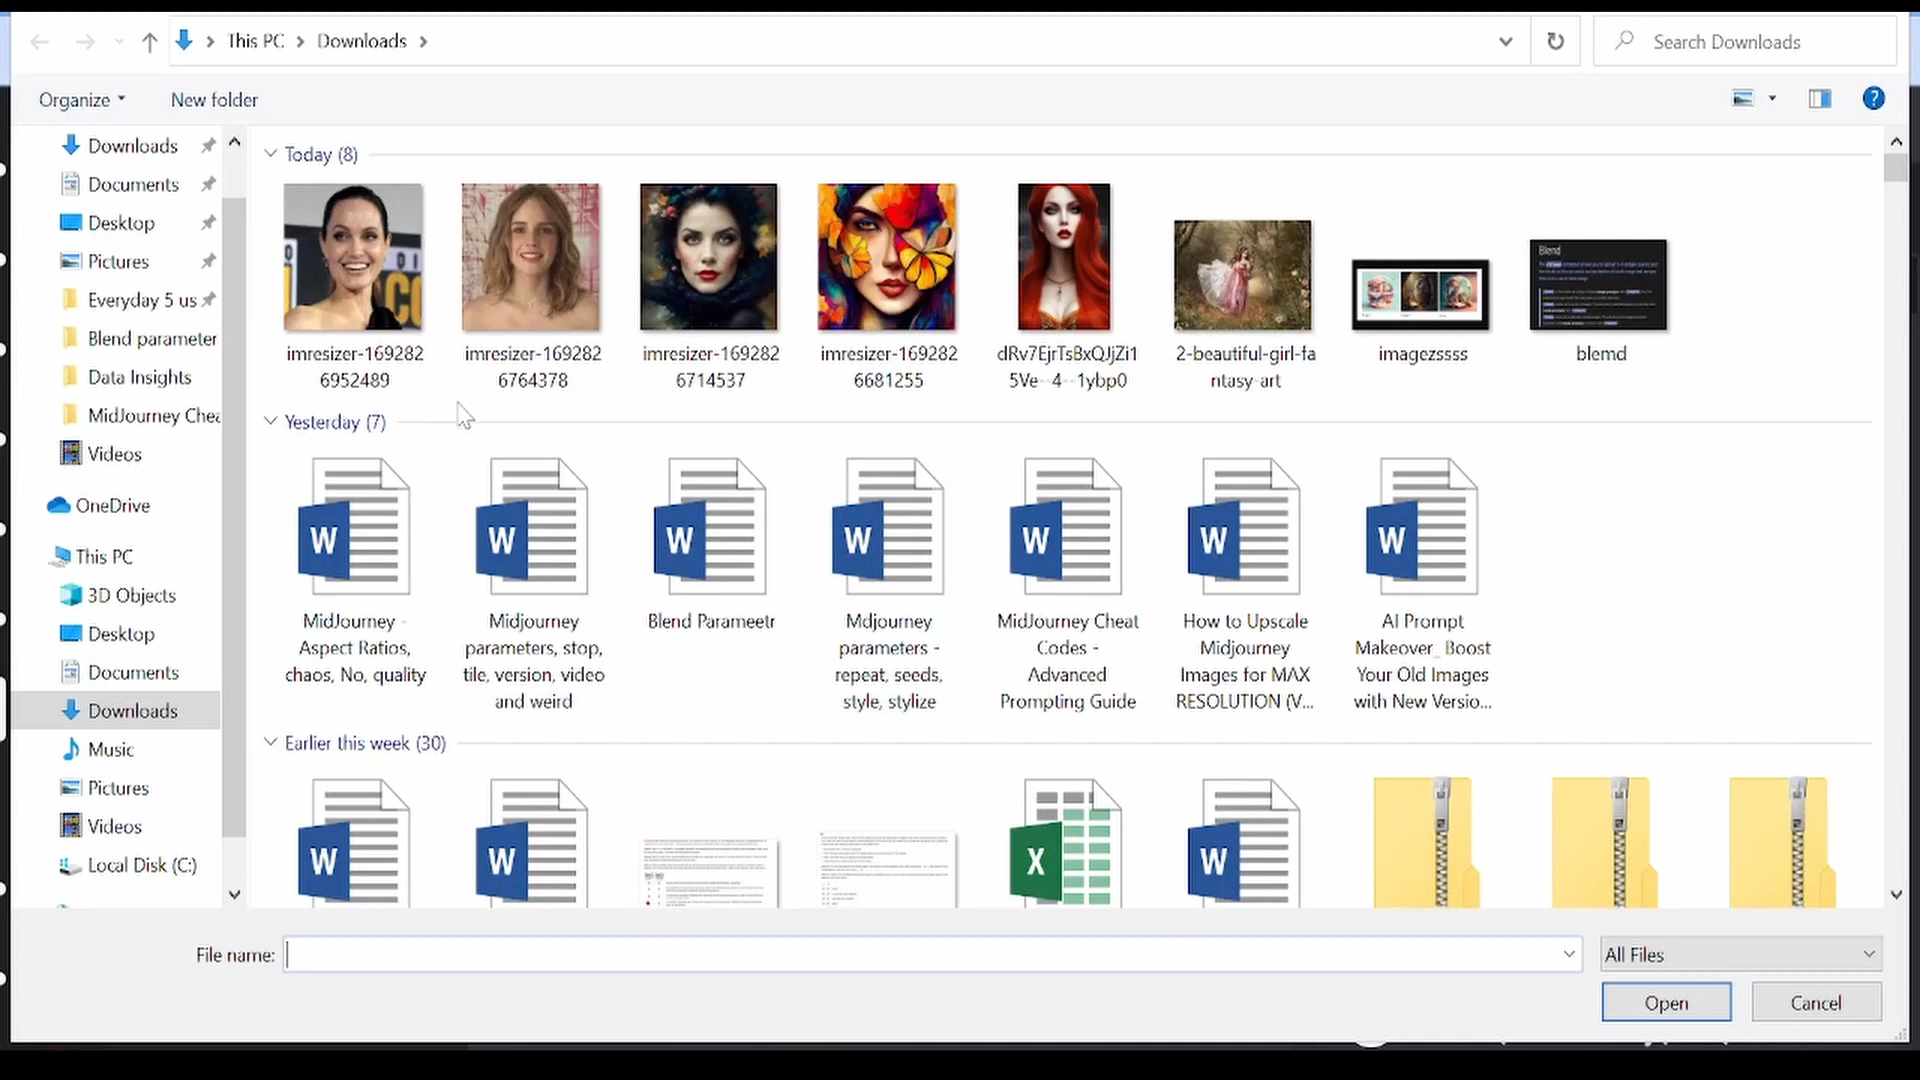 This PC > Downloads >
Search Downloads
Organize
New folder
?
Downloads
Documents
Desktop
Pictures
Everyday 5 us
Blend parameter
Data Insights
MidJourney Chea
Videos
OneDrive
This PC
3D Objects
Desktop
Documents
Downloads
Music
Pictures
Videos
Local Disk (C:)
Today (8)
imresizer-169282
6952489
imresizer-169282
6764378
imresizer-169282
6714537
imresizer-169282
6681255
dRv7EjrTsBxQJjZi1
5Ve--4--1ybp0
2-beautiful-girl-fa
ntasy-art
imagezssss
Blend
blemd
Yesterday (7)
W
W
W
W
W
W
W
MidJourney -
Aspect Ratios,
chaos, No, quality
Midjourney
parameters, stop,
tile, version, video
and weird
Blend Parameetr
Mdjourney
parameters -
repeat, seeds,
style, stylize
MidJourney Cheat
Codes -
Advanced
Prompting Guide
How to Upscale
Midjourney
Images for MAX
RESOLUTION (V...
AI Prompt
Makeover_ Boost
Your Old Images
with New Versio...
Earlier this week (30)
W
W
X
W
File name:
All Files
Open
Cancel